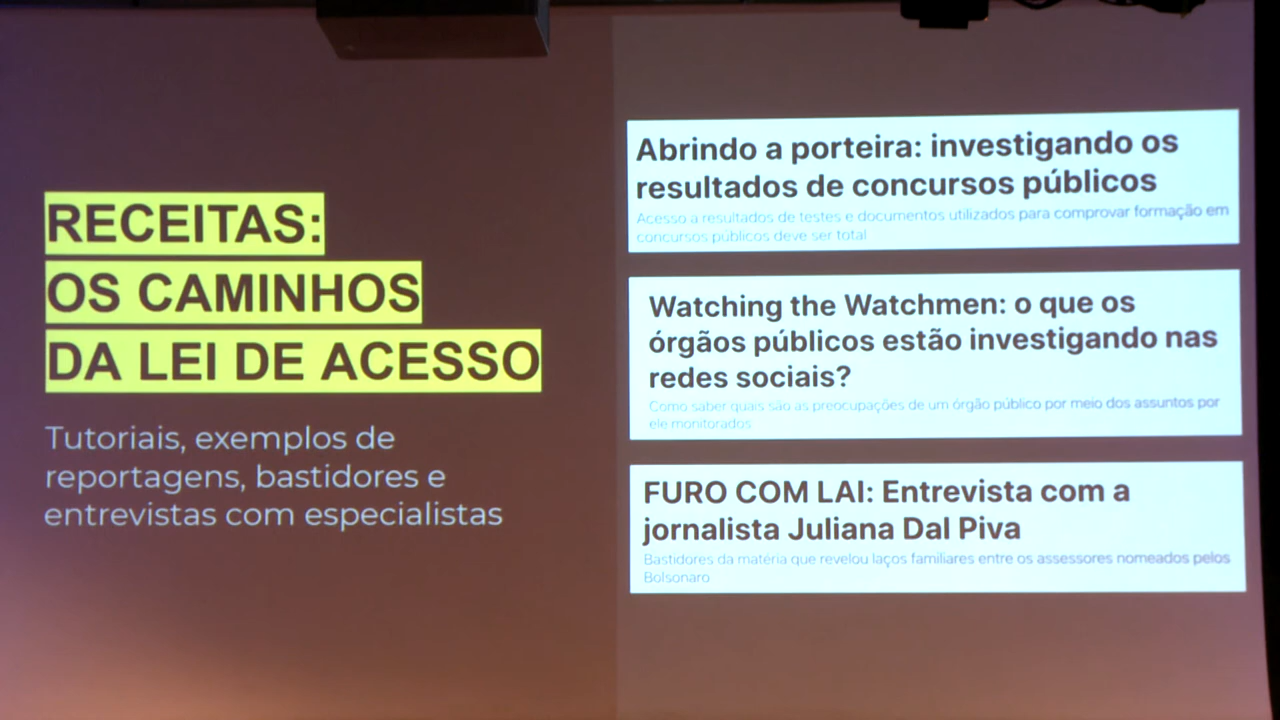 RECEITAS:
OS CAMINHOS
DA LEI DE ACESSO
Tutoriais, exemplos de
reportagens, bastidores e
entrevistas com especialistas
Abrindo a porteira: investigando os
resultados de concursos públicos
Acesso a resultados de testes e documentos utilizados para comprovar formação em
concursos públicos deve ser total
Watching the Watchmen: o que os
órgãos públicos estão investigando nas
redes sociais?
Como saber quais são as preocupações de um órgão público por meio dos assuntos por
ele monitorados
FURO COM LAI: Entrevista com a
jornalista Juliana Dal Piva
Bastidores da matéria que revelou laços familiares entre os assessores nomeados pelos
Bolsonaro